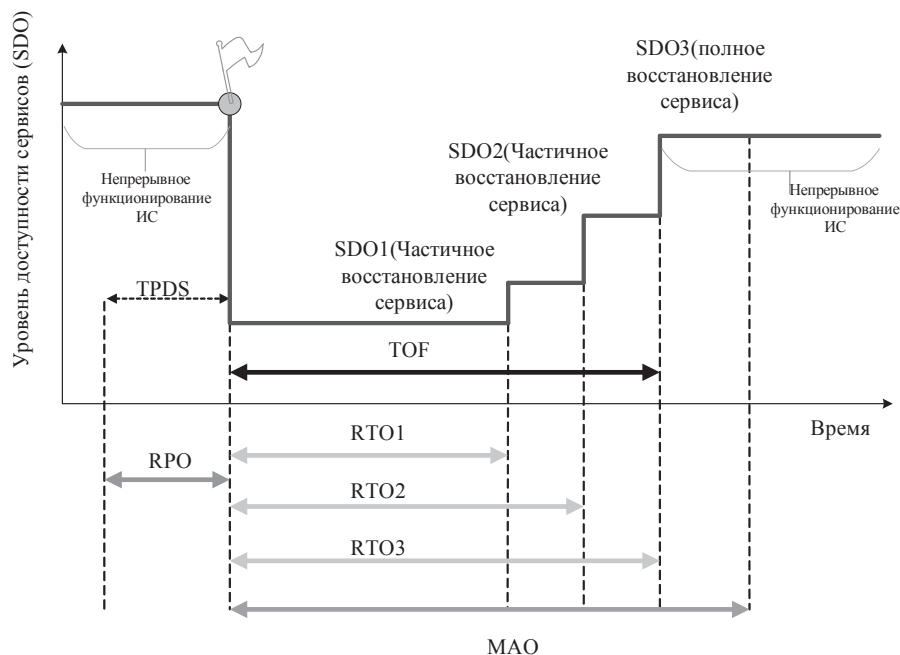 Уровень доступности сервисов (SDO)
SDO3(полное
восстановление
сервиса)
SDO2(Частичное
восстановление
сервиса)
Непрерывное
функционирование
ИС
Непрерывное
функционирование
ИС
SDO1(Частичное
восстановление
сервиса)
TPDS
TOF
Время
RTO1
RPO
RTO2
RTO3
MAO